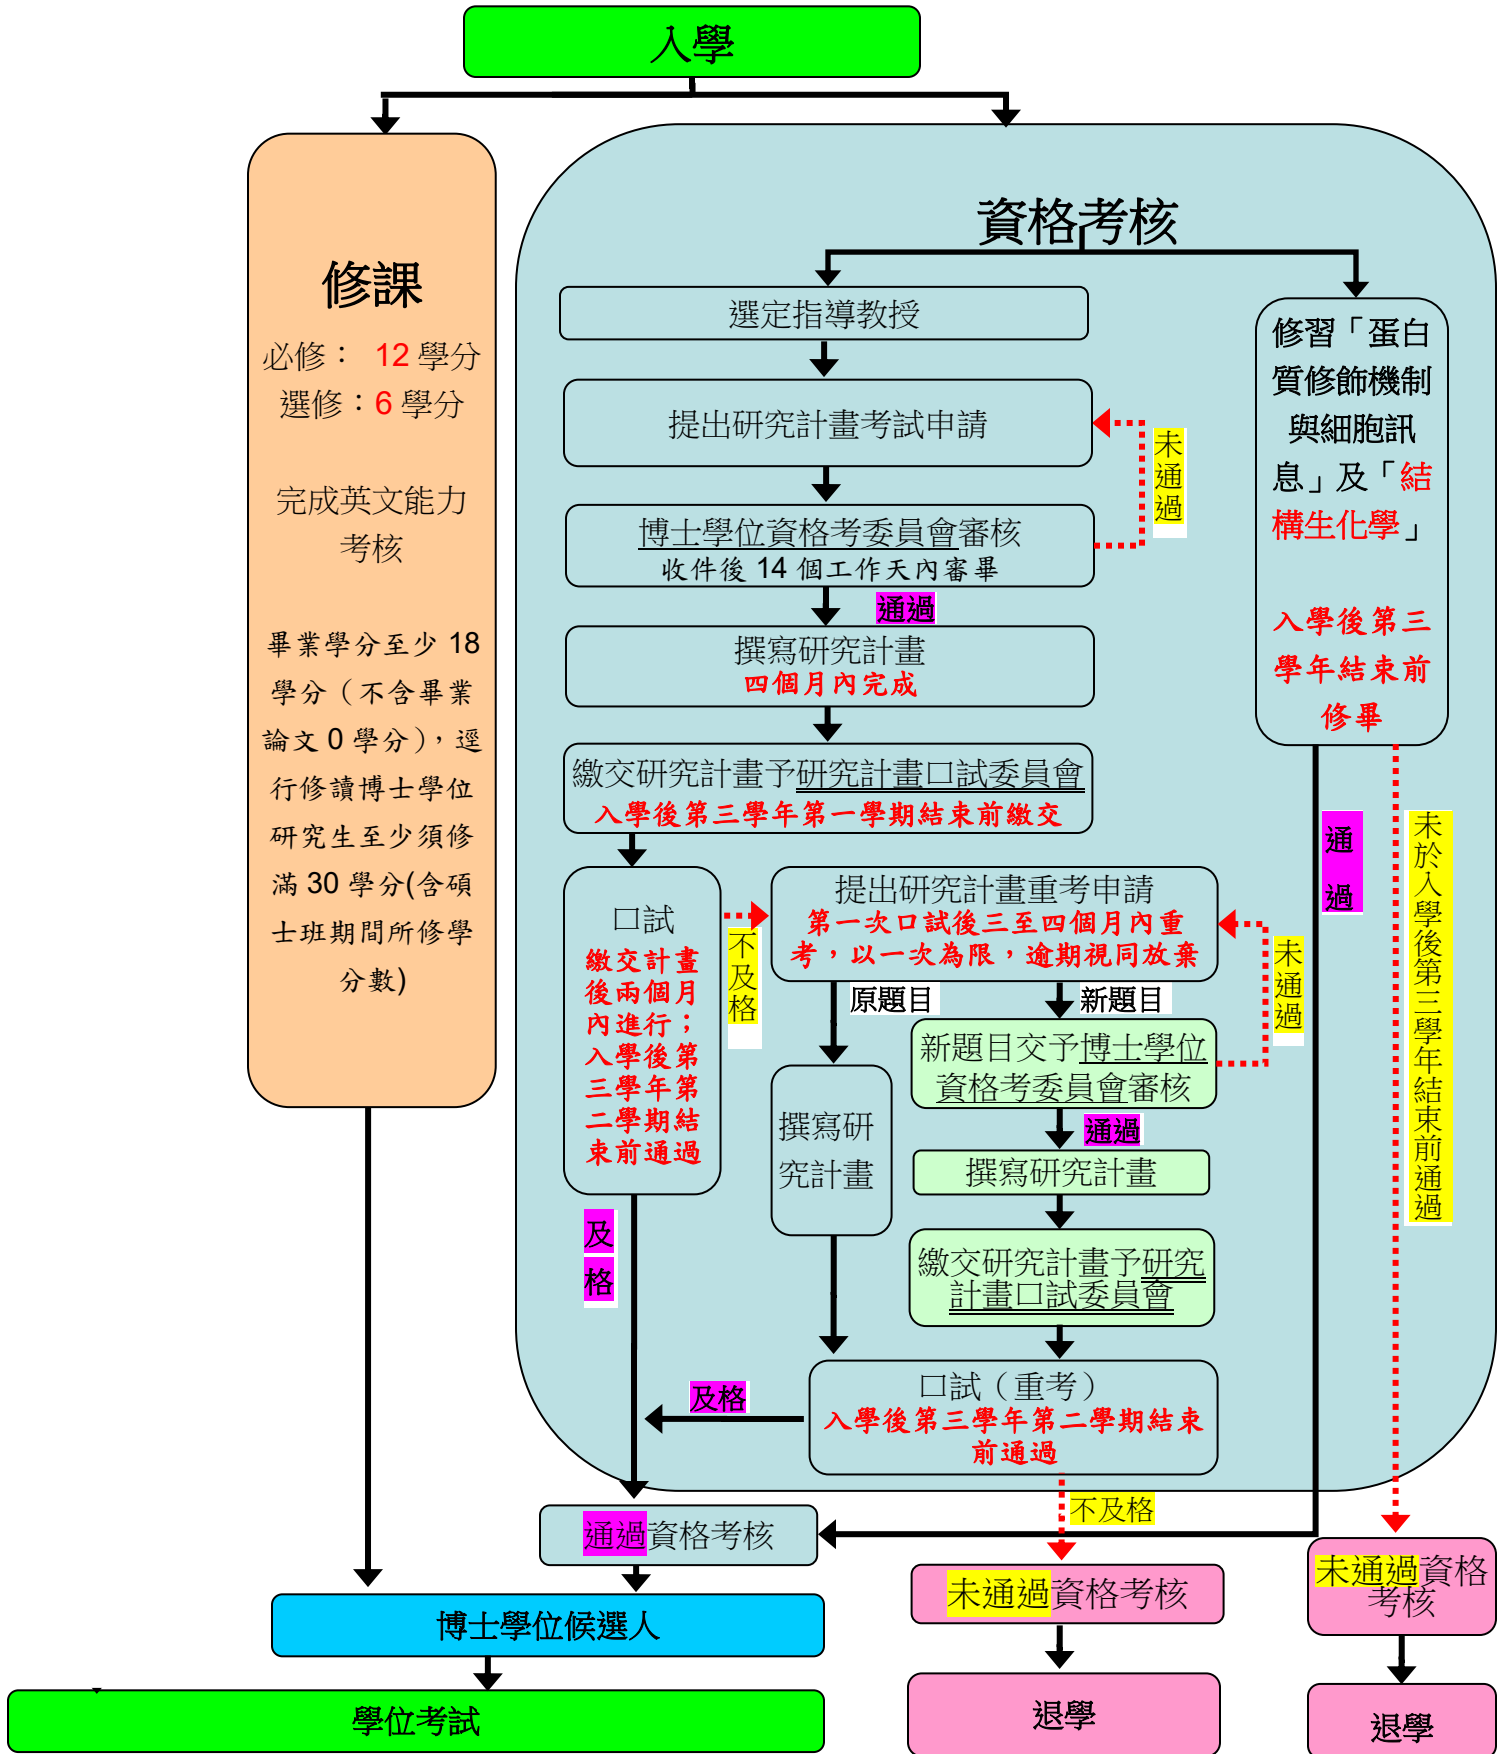 入學
修課
必修： 12 學分
選修：6 學分
完成英文能力
考核
畢業學分至少 18
學分（不含畢業
論文 0 學分），逕
行修讀博士學位
研究生至少須修
滿 30 學分(含碩
士班期間所修學
分數)
資格考核
選定指導教授
提出研究計畫考試申請
未通過
博士學位資格考委員會審核
收件後 14 個工作天內審畢
通過
撰寫研究計畫
四個月內完成
繳交研究計畫予研究計畫口試委員會
入學後第三學年第一學期結束前繳交
口試
繳交計畫
後兩個月
內進行；
入學後第
三學年第
二學期結
束前通過
不及格
提出研究計畫重考申請
第一次口試後三至四個月內重
考，以一次為限，逾期視同放棄
原題目
新題目
未通過
撰寫研
究計畫
新題目交予博士學位
資格考委員會審核
通過
撰寫研究計畫
繳交研究計畫予研究
計畫口試委員會
及格
口試（重考）
入學後第三學年第二學期結束
前通過
及格
不及格
修習「蛋白
質修飾機制
與細胞訊
息」及「結
構生化學」
入學後第三
學年結束前
修畢
通過
未於入學後第三學年結束前通過
通過資格考核
未通過資格考核
未通過資格
考核
博士學位候選人
學位考試
退學
退學